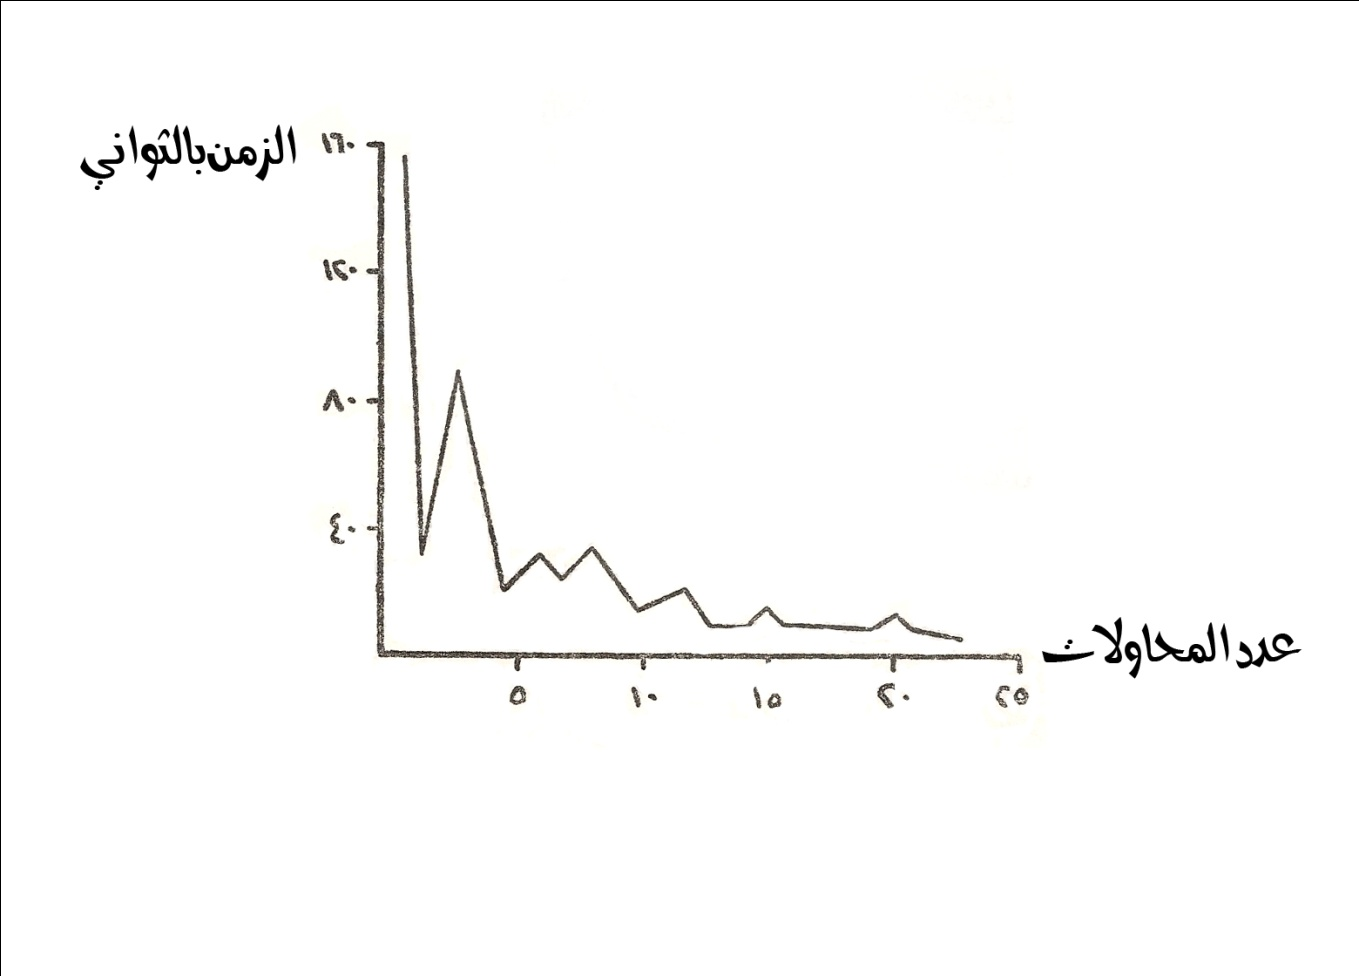 الزمن بالثواني
١٦٠
١٢٠
٨٠
٤٠
٥ ١٠ ١٥ ٢٠ ٢٥
عدد المحاولات